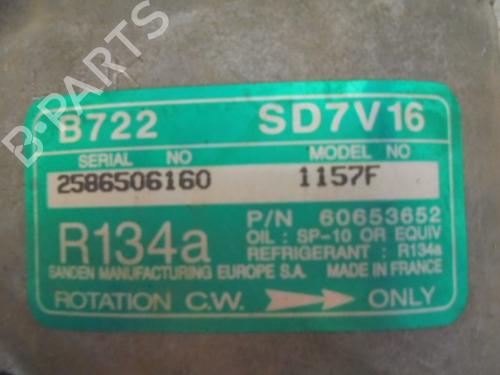 B-PARTS
B722 SD7V16
SERIAL NO MODEL NO
2586506160 1157F
P/N 60653652
R134a OIL : SP-10 OR EQUIV
REFRIGERANT : R134a
SANDEN MANUFACTURING EUROPE S.A. MADE IN FRANCE
ROTATION C.W. ONLY